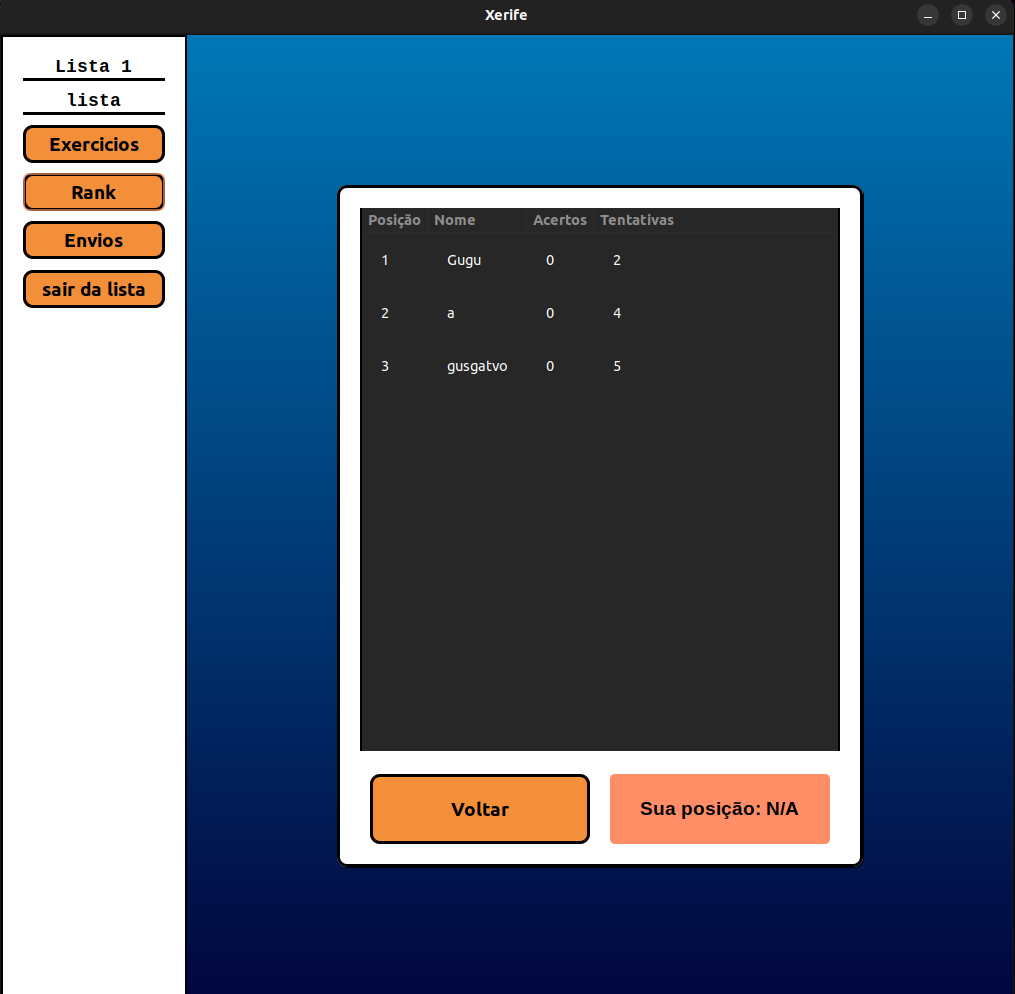 Xerife
Lista 1
lista
Exercicios
Rank
Envios
sair da lista
Posição Nome Acertos Tentativas
1 Gugu 0 2
2 a 0 4
3 gusgatvo 0 5
Voltar
Sua posição: N/A